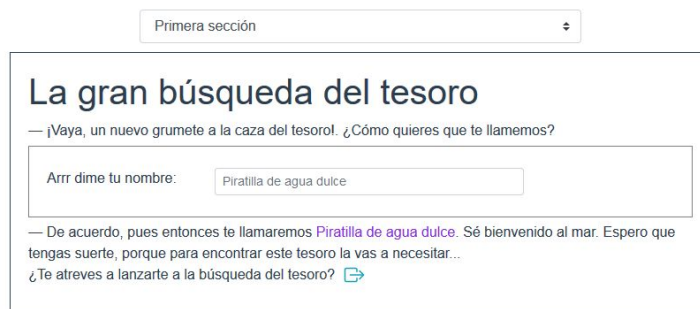 Primera sección
La gran búsqueda del tesoro
— ¡Vaya, un nuevo grumete a la caza del tesoro!. ¿Cómo quieres que te llamemos?
Arrr dime tu nombre:
Piratilla de agua dulce
— De acuerdo, pues entonces te llamaremos Piratilla de agua dulce. Sé bienvenido al mar. Espero que
tengas suerte, porque para encontrar este tesoro la vas a necesitar...
¿Te atreves a lanzarte a la búsqueda del tesoro?